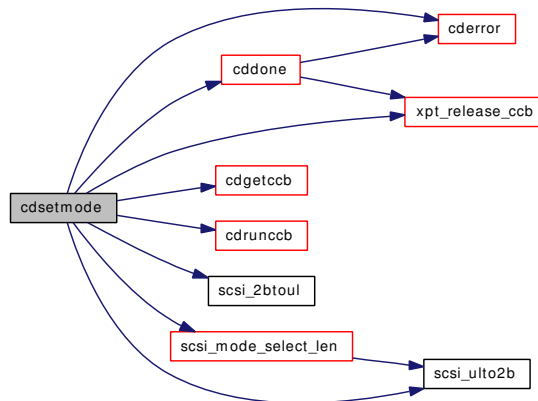 cderror
cddone
xpt_release_ccb
cdgetccb
cdsetmode
cdrunccb
scsi_2btoul
scsi_mode_select_len
scsi_ulto2b